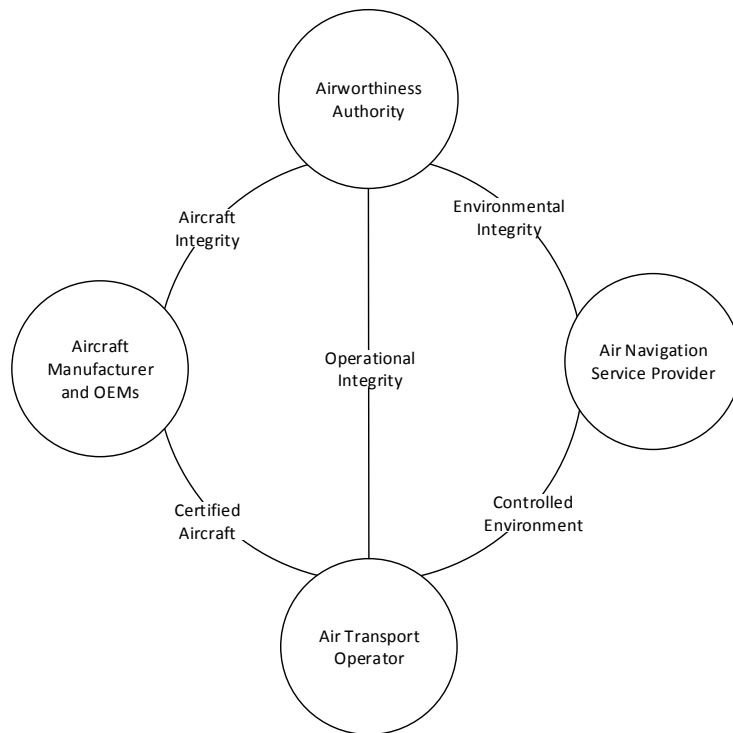 Airworthiness
Authority
Aircraft
Integrity
Environmental
Integrity
Aircraft
Manufacturer
and OEMs
Operational
Integrity
Air Navigation
Service Provider
Certified
Aircraft
Controlled
Environment
Air Transport
Operator